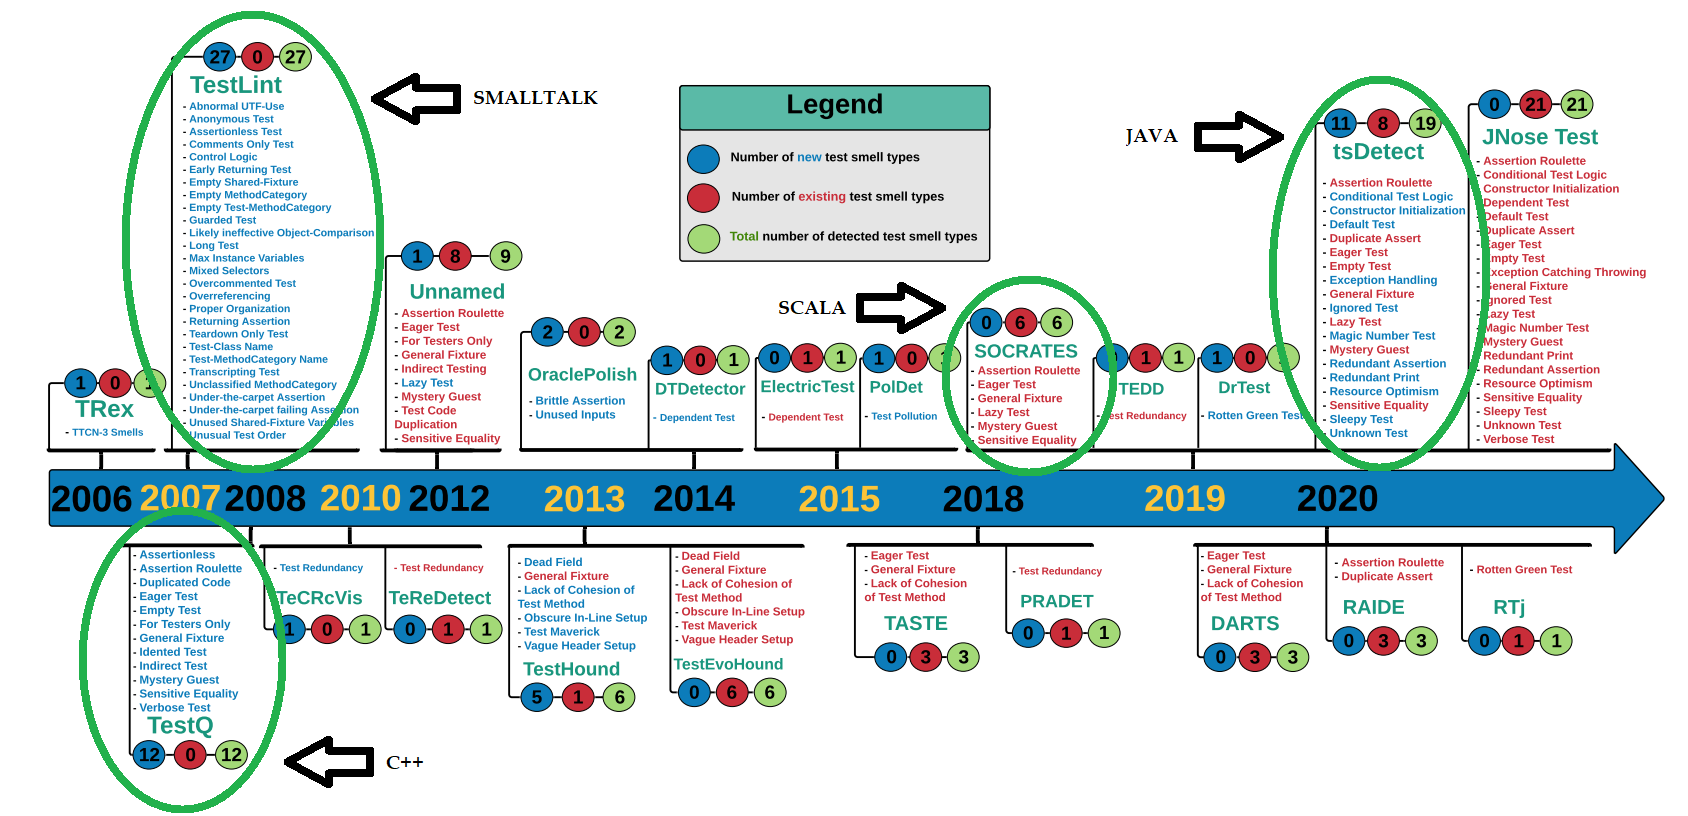 27 0 27
TestLint
- Abnormal UTF-Use
- Anonymous Test
- Assertionless Test
- Comments Only Test
- Control Logic
- Early Returning Test
- Empty Shared-Fixture
- Empty MethodCategory
- Empty Test-MethodCategory
- Guarded Test
- Likely ineffective Object-Comparison
- Long Test
- Max Instance Variables
- Mixed Selectors
- Overcommented Test
- Overreferencing
- Proper Organization
- Returning Assertion
- Teardown Only Test
- Test-Class Name
- Test-MethodCategory Name
- Transcripting Test
- Unclassified MethodCategory
- Under-the-carpet Assertion
- Under-the-carpet failing Assertion
- Unused Shared-Fixture Variables
- Unusual Test Order
SMALLTALK
Legend
Number of new test smell types
Number of existing test smell types
Total number of detected test smell types
1 0 1
TRex
- TTCN-3 Smells
1 8 9
Unnamed
- Assertion Roulette
- Eager Test
- For Testers Only
- General Fixture
- Indirect Testing
- Lazy Test
- Mystery Guest
- Test Code
Duplication
- Sensitive Equality
2 0 2
OraclePolish
- Brittle Assertion
- Unused Inputs
1 0 1
DTDetector
- Dependent Test
0 1 1
ElectricTest
- Dependent Test
1 0 1
PolDet
- Test Pollution
SCALA
0 6 6
SOCRATES
- Assertion Roulette
- Eager Test
- General Fixture
- Lazy Test
- Mystery Guest
- Sensitive Equality
0 1 1
TEDD
- Test Redundancy
1 0 1
DrTest
- Rotten Green Test
JAVA
11 8 19
tsDetect
- Assertion Roulette
- Conditional Test Logic
- Constructor Initialization
- Default Test
- Duplicate Assert
- Eager Test
- Empty Test
- Exception Handling
- General Fixture
- Ignored Test
- Lazy Test
- Magic Number Test
- Mystery Guest
- Redundant Assertion
- Redundant Print
- Resource Optimism
- Sensitive Equality
- Sleepy Test
- Unknown Test
0 21 21
JNose Test
- Assertion Roulette
- Conditional Test Logic
- Constructor Initialization
- Dependent Test
- Default Test
- Duplicate Assert
- Eager Test
- Empty Test
- Exception Catching Throwing
- General Fixture
- Ignored Test
- Lazy Test
- Magic Number Test
- Mystery Guest
- Redundant Print
- Redundant Assertion
- Resource Optimism
- Sensitive Equality
- Sleepy Test
- Unknown Test
- Verbose Test
2006 2007 2008 2010 2012 2013 2014 2015 2018 2019 2020
- Assertionless
- Assertion Roulette
- Duplicated Code
- Eager Test
- Empty Test
- For Testers Only
- General Fixture
- Idented Test
- Indirect Test
- Mystery Guest
- Sensitive Equality
- Verbose Test
TestQ
12 0 12
C++
- Test Redundancy
TeCRcVis
1 0 1
- Test Redundancy
TeReDetect
0 1 1
- Dead Field
- General Fixture
- Lack of Cohesion of
Test Method
- Obscure In-Line Setup
- Test Maverick
- Vague Header Setup
TestHound
5 1 6
- Dead Field
- General Fixture
- Lack of Cohesion of
Test Method
- Obscure In-Line Setup
- Test Maverick
- Vague Header Setup
TestEvoHound
0 6 6
- Eager Test
- General Fixture
- Lack of Cohesion
of Test Method
TASTE
0 3 3
- Test Redundancy
PRADET
0 1 1
- Eager Test
- General Fixture
- Lack of Cohesion
of Test Method
DARTS
0 3 3
- Assertion Roulette
- Duplicate Assert
RAIDE
0 3 3
- Rotten Green Test
RTj
0 1 1